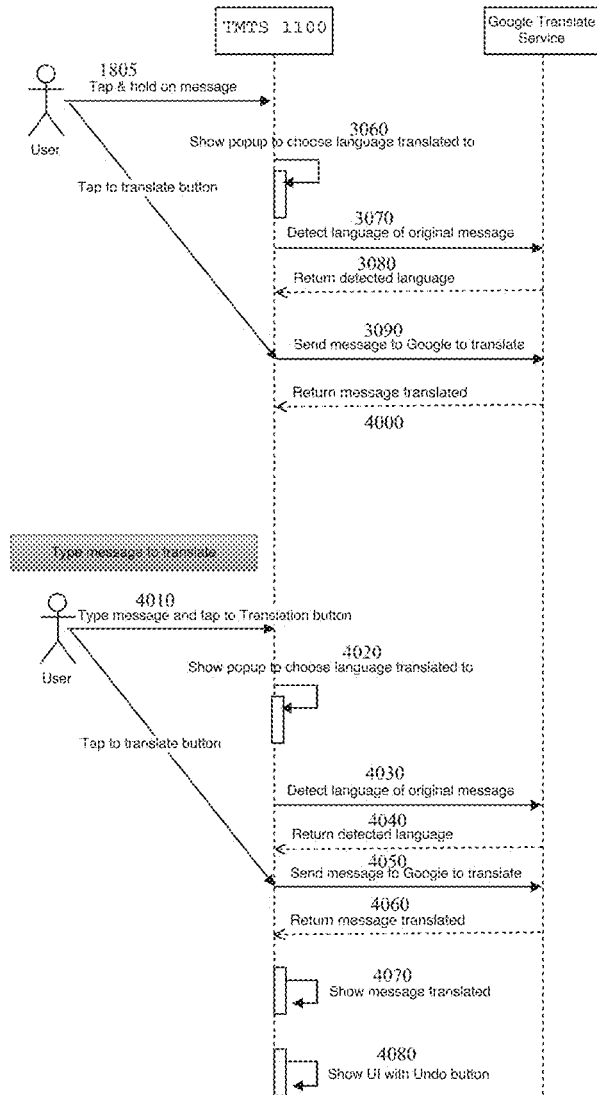 TMTS 1100
Google Translate
Service
1805
Tap & hold on message
User
3060
Show popup to choose language translated to
Tap to translate button
3070
Detect language of original message
3080
Return detected language
3090
Send message to Google to translate
Return message translated
4000
Type message to translate
4010
Type message and tap to Translation button
User
4020
Show popup to choose language translated to
Tap to translate button
4030
Detect language of original message
4040
Return detected language
4050
Send message to Google to translate
4060
Return message translated
4070
Show message translated
4080
Show UI with Undo button